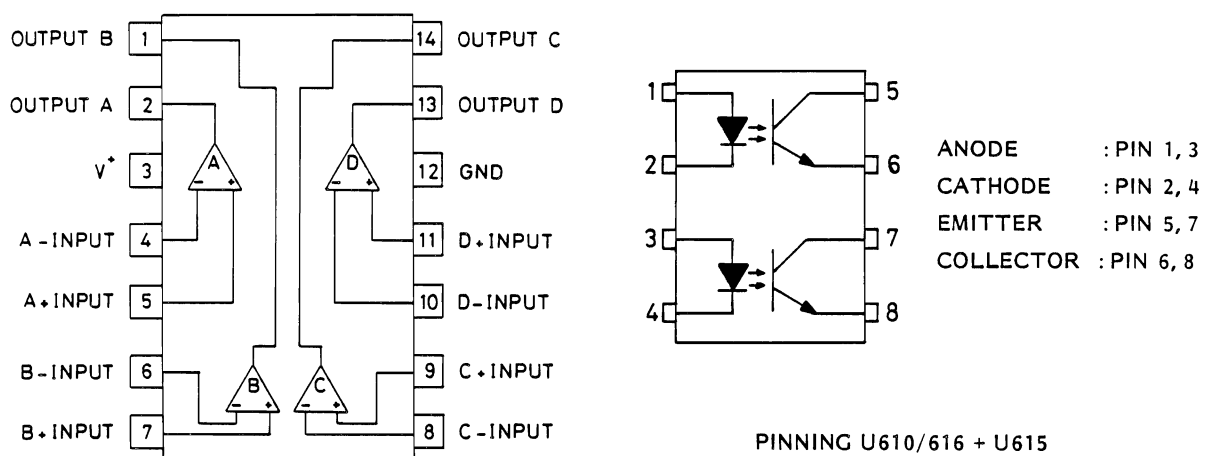 OUTPUT B 1
14 OUTPUT C
OUTPUT A 2
13 OUTPUT D
V+ 3
A
D
12 GND
- +
- +
A -INPUT 4
11 D+INPUT
A+INPUT 5
10 D-INPUT
B-INPUT 6
B
C
9 C+INPUT
- +
- +
B+INPUT 7
8 C-INPUT
1
5
2
6
3
7
4
8
ANODE : PIN 1, 3
CATHODE : PIN 2, 4
EMITTER : PIN 5, 7
COLLECTOR : PIN 6, 8
PINNING U610/616 + U615